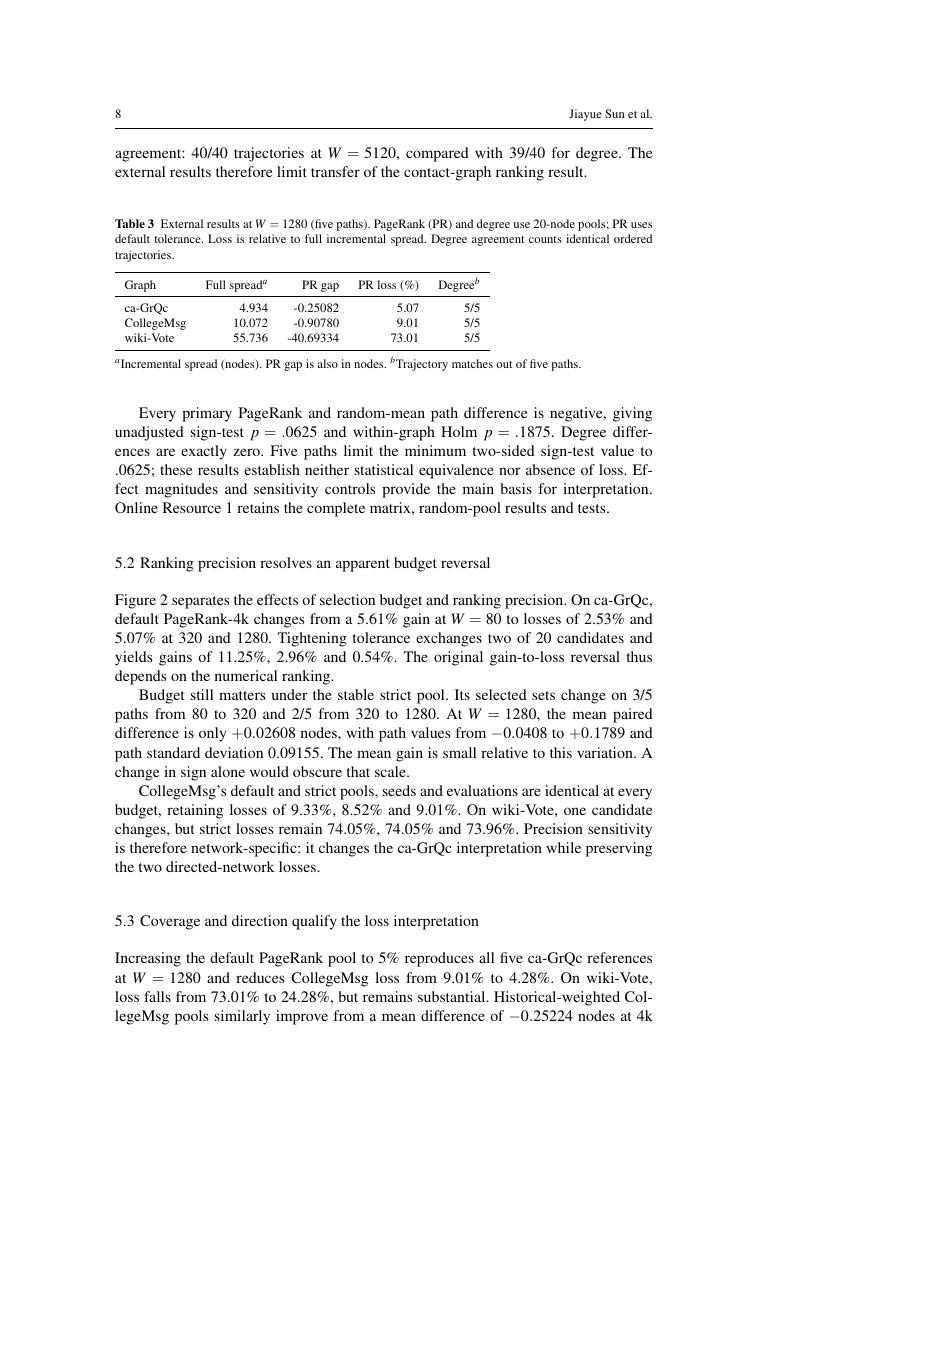 8 Jiayue Sun et al.
agreement: 40/40 trajectories at W = 5120, compared with 39/40 for degree. The
external results therefore limit transfer of the contact-graph ranking result.
Table 3 External results at W = 1280 (five paths). PageRank (PR) and degree use 20-node pools; PR uses
default tolerance. Loss is relative to full incremental spread. Degree agreement counts identical ordered
trajectories.
Graph Full spread^a PR gap PR loss (%) Degree^b
ca-GrQc 4.934 -0.25082 5.07 5/5
CollegeMsg 10.072 -0.90780 9.01 5/5
wiki-Vote 55.736 -40.69334 73.01 5/5
^aIncremental spread (nodes). PR gap is also in nodes. ^bTrajectory matches out of five paths.
Every primary PageRank and random-mean path difference is negative, giving
unadjusted sign-test p = .0625 and within-graph Holm p = .1875. Degree differ-
ences are exactly zero. Five paths limit the minimum two-sided sign-test value to
.0625; these results establish neither statistical equivalence nor absence of loss. Ef-
fect magnitudes and sensitivity controls provide the main basis for interpretation.
Online Resource 1 retains the complete matrix, random-pool results and tests.
5.2 Ranking precision resolves an apparent budget reversal
Figure 2 separates the effects of selection budget and ranking precision. On ca-GrQc,
default PageRank-4k changes from a 5.61% gain at W = 80 to losses of 2.53% and
5.07% at 320 and 1280. Tightening tolerance exchanges two of 20 candidates and
yields gains of 11.25%, 2.96% and 0.54%. The original gain-to-loss reversal thus
depends on the numerical ranking.
Budget still matters under the stable strict pool. Its selected sets change on 3/5
paths from 80 to 320 and 2/5 from 320 to 1280. At W = 1280, the mean paired
difference is only +0.02608 nodes, with path values from −0.0408 to +0.1789 and
path standard deviation 0.09155. The mean gain is small relative to this variation. A
change in sign alone would obscure that scale.
CollegeMsg's default and strict pools, seeds and evaluations are identical at every
budget, retaining losses of 9.33%, 8.52% and 9.01%. On wiki-Vote, one candidate
changes, but strict losses remain 74.05%, 74.05% and 73.96%. Precision sensitivity
is therefore network-specific: it changes the ca-GrQc interpretation while preserving
the two directed-network losses.
5.3 Coverage and direction qualify the loss interpretation
Increasing the default PageRank pool to 5% reproduces all five ca-GrQc references
at W = 1280 and reduces CollegeMsg loss from 9.01% to 4.28%. On wiki-Vote,
loss falls from 73.01% to 24.28%, but remains substantial. Historical-weighted Col-
legeMsg pools similarly improve from a mean difference of −0.25224 nodes at 4k